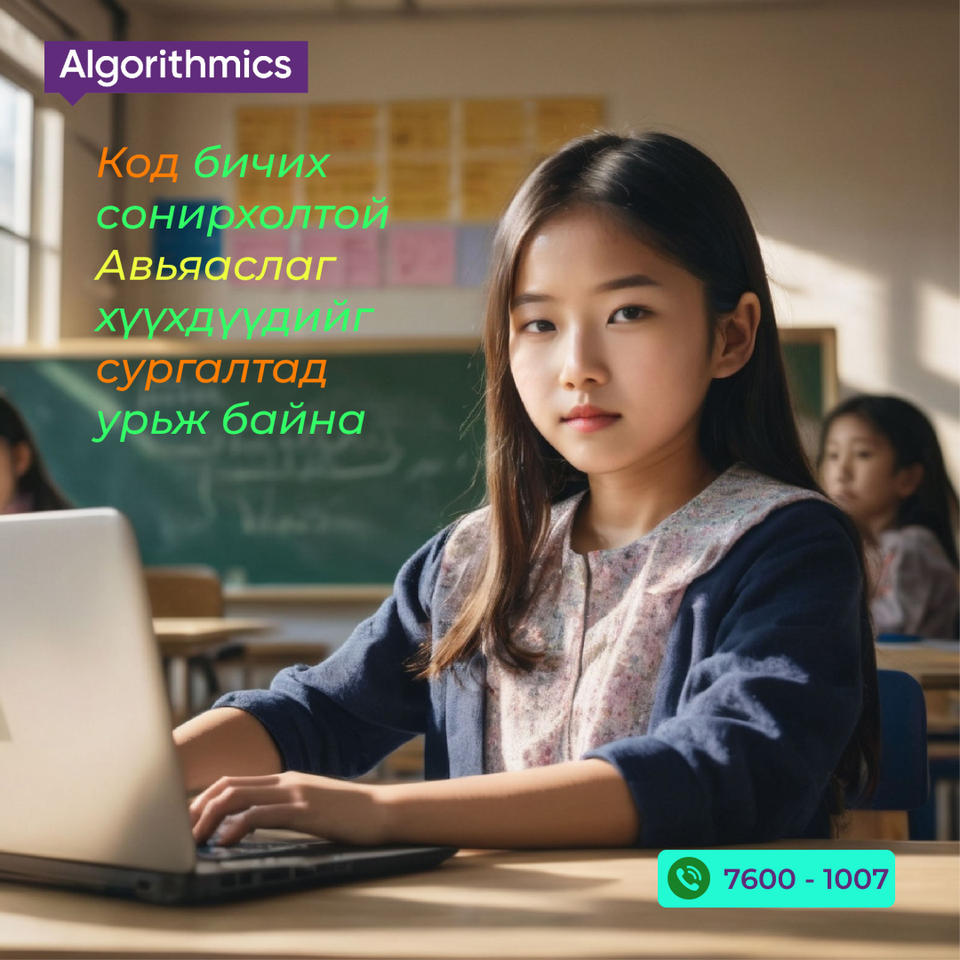 Algorithmics
Код бичих
сонирхолтой
Авьяаслаг
хүүхдүүдийг
сургалтад
урьж байна
7600 - 1007